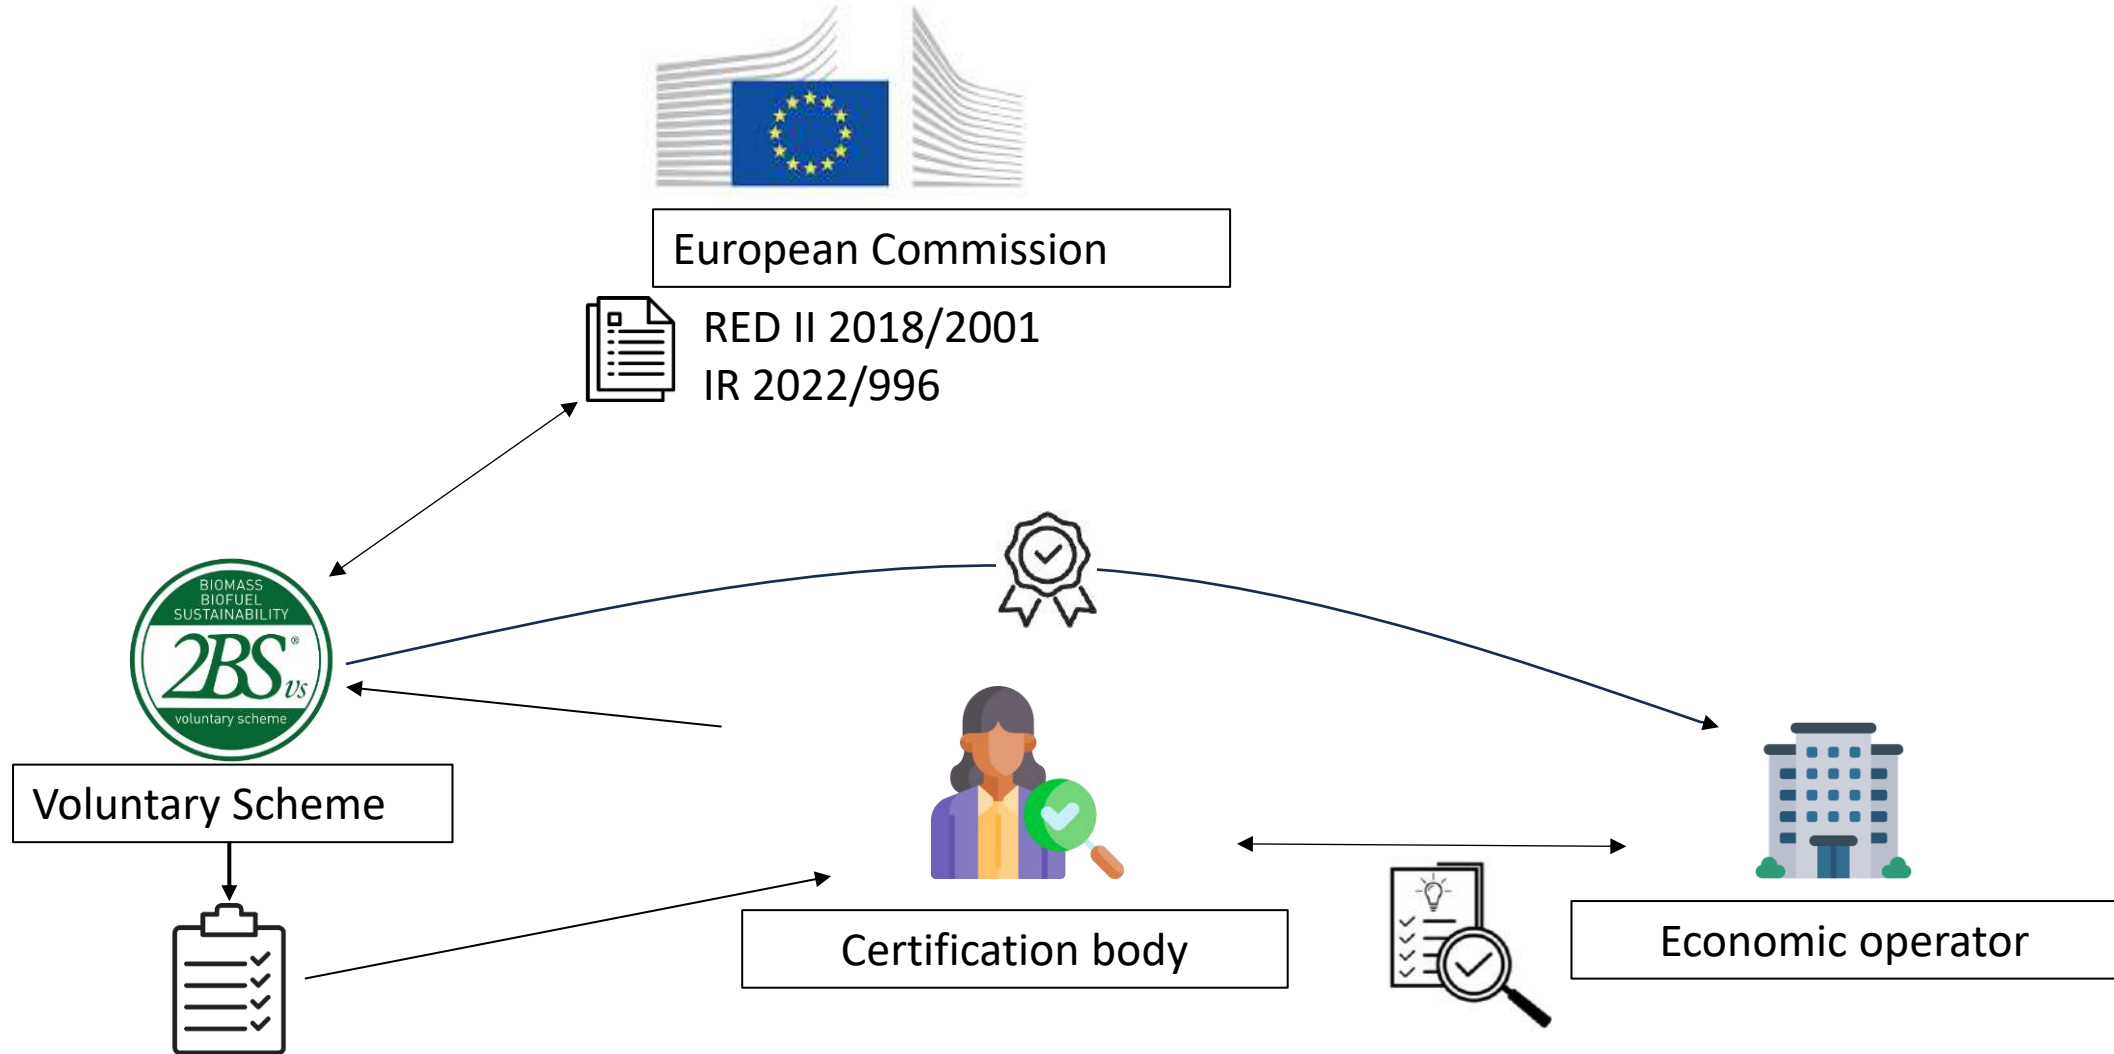 European Commission
RED II 2018/2001
IR 2022/996
BIOMASS
BIOFUEL
SUSTAINABILITY
2BS®
vs
voluntary scheme
Voluntary Scheme
Certification body
Economic operator